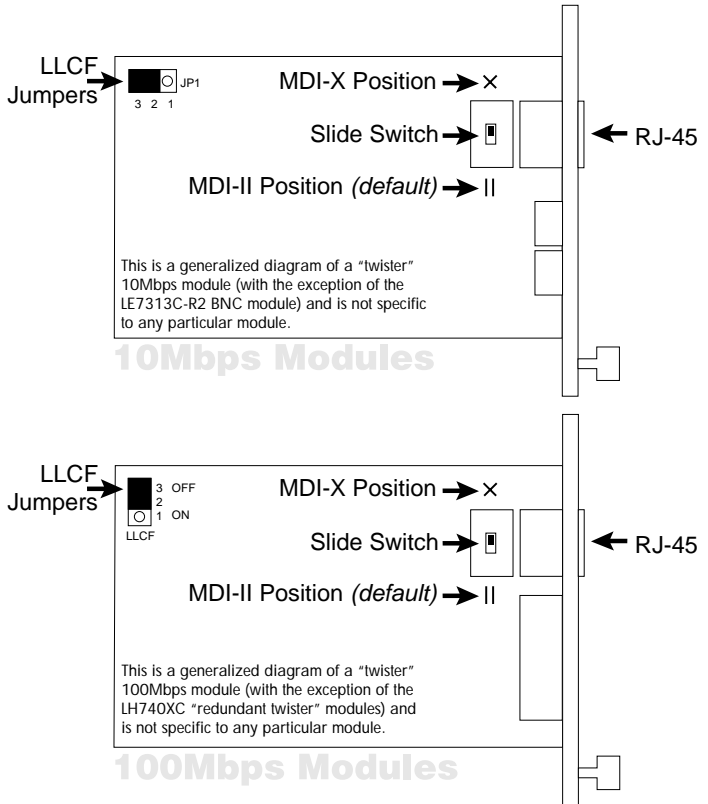 LLCF
Jumpers
JP1
3 2 1
MDI-X Position
Slide Switch
RJ-45
MDI-II Position (default)
This is a generalized diagram of a “twister”
10Mbps module (with the exception of the
LE7313C-R2 BNC module) and is not specific
to any particular module.
10Mbps Modules
LLCF
Jumpers
3 OFF
2
1 ON
LLCF
MDI-X Position
Slide Switch
RJ-45
MDI-II Position (default)
This is a generalized diagram of a “twister”
100Mbps module (with the exception of the
LH740XC “redundant twister” modules) and
is not specific to any particular module.
100Mbps Modules